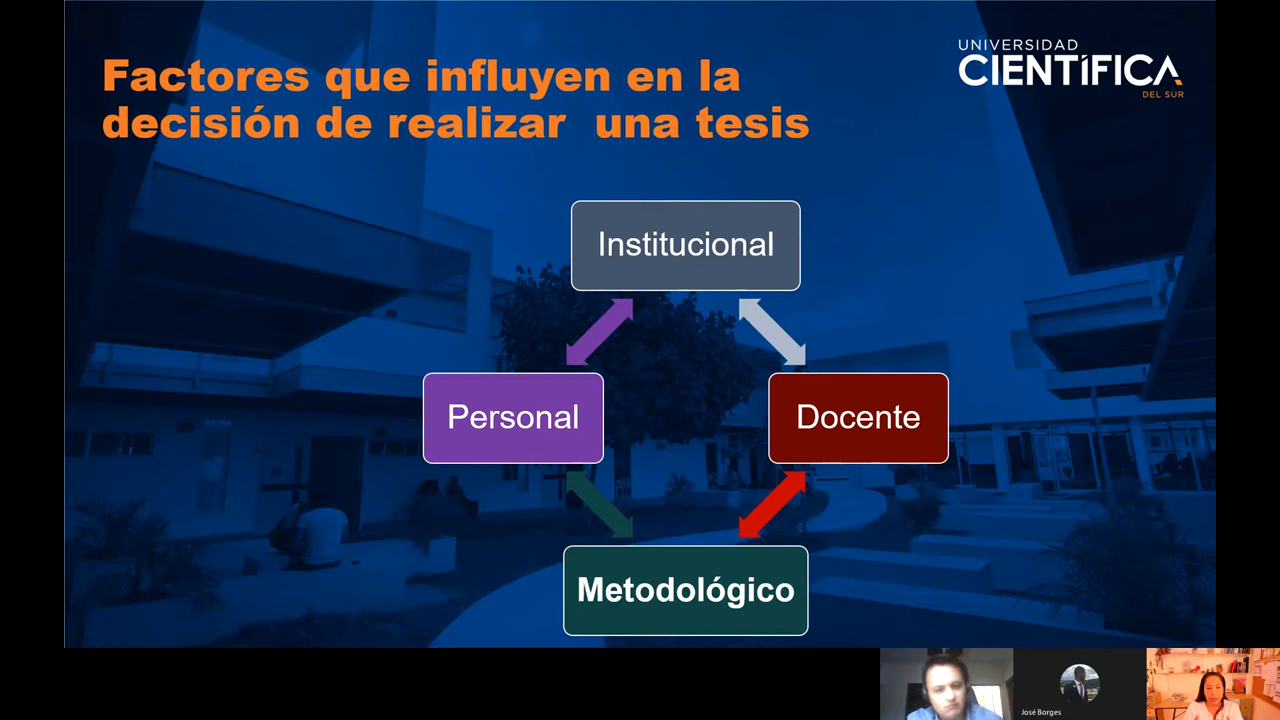 Factores que influyen en la
decisión de realizar  una tesis
UNIVERSIDAD
CIENTÍFICA
DEL SUR
Institucional
Personal
Docente
Metodológico
José Borges